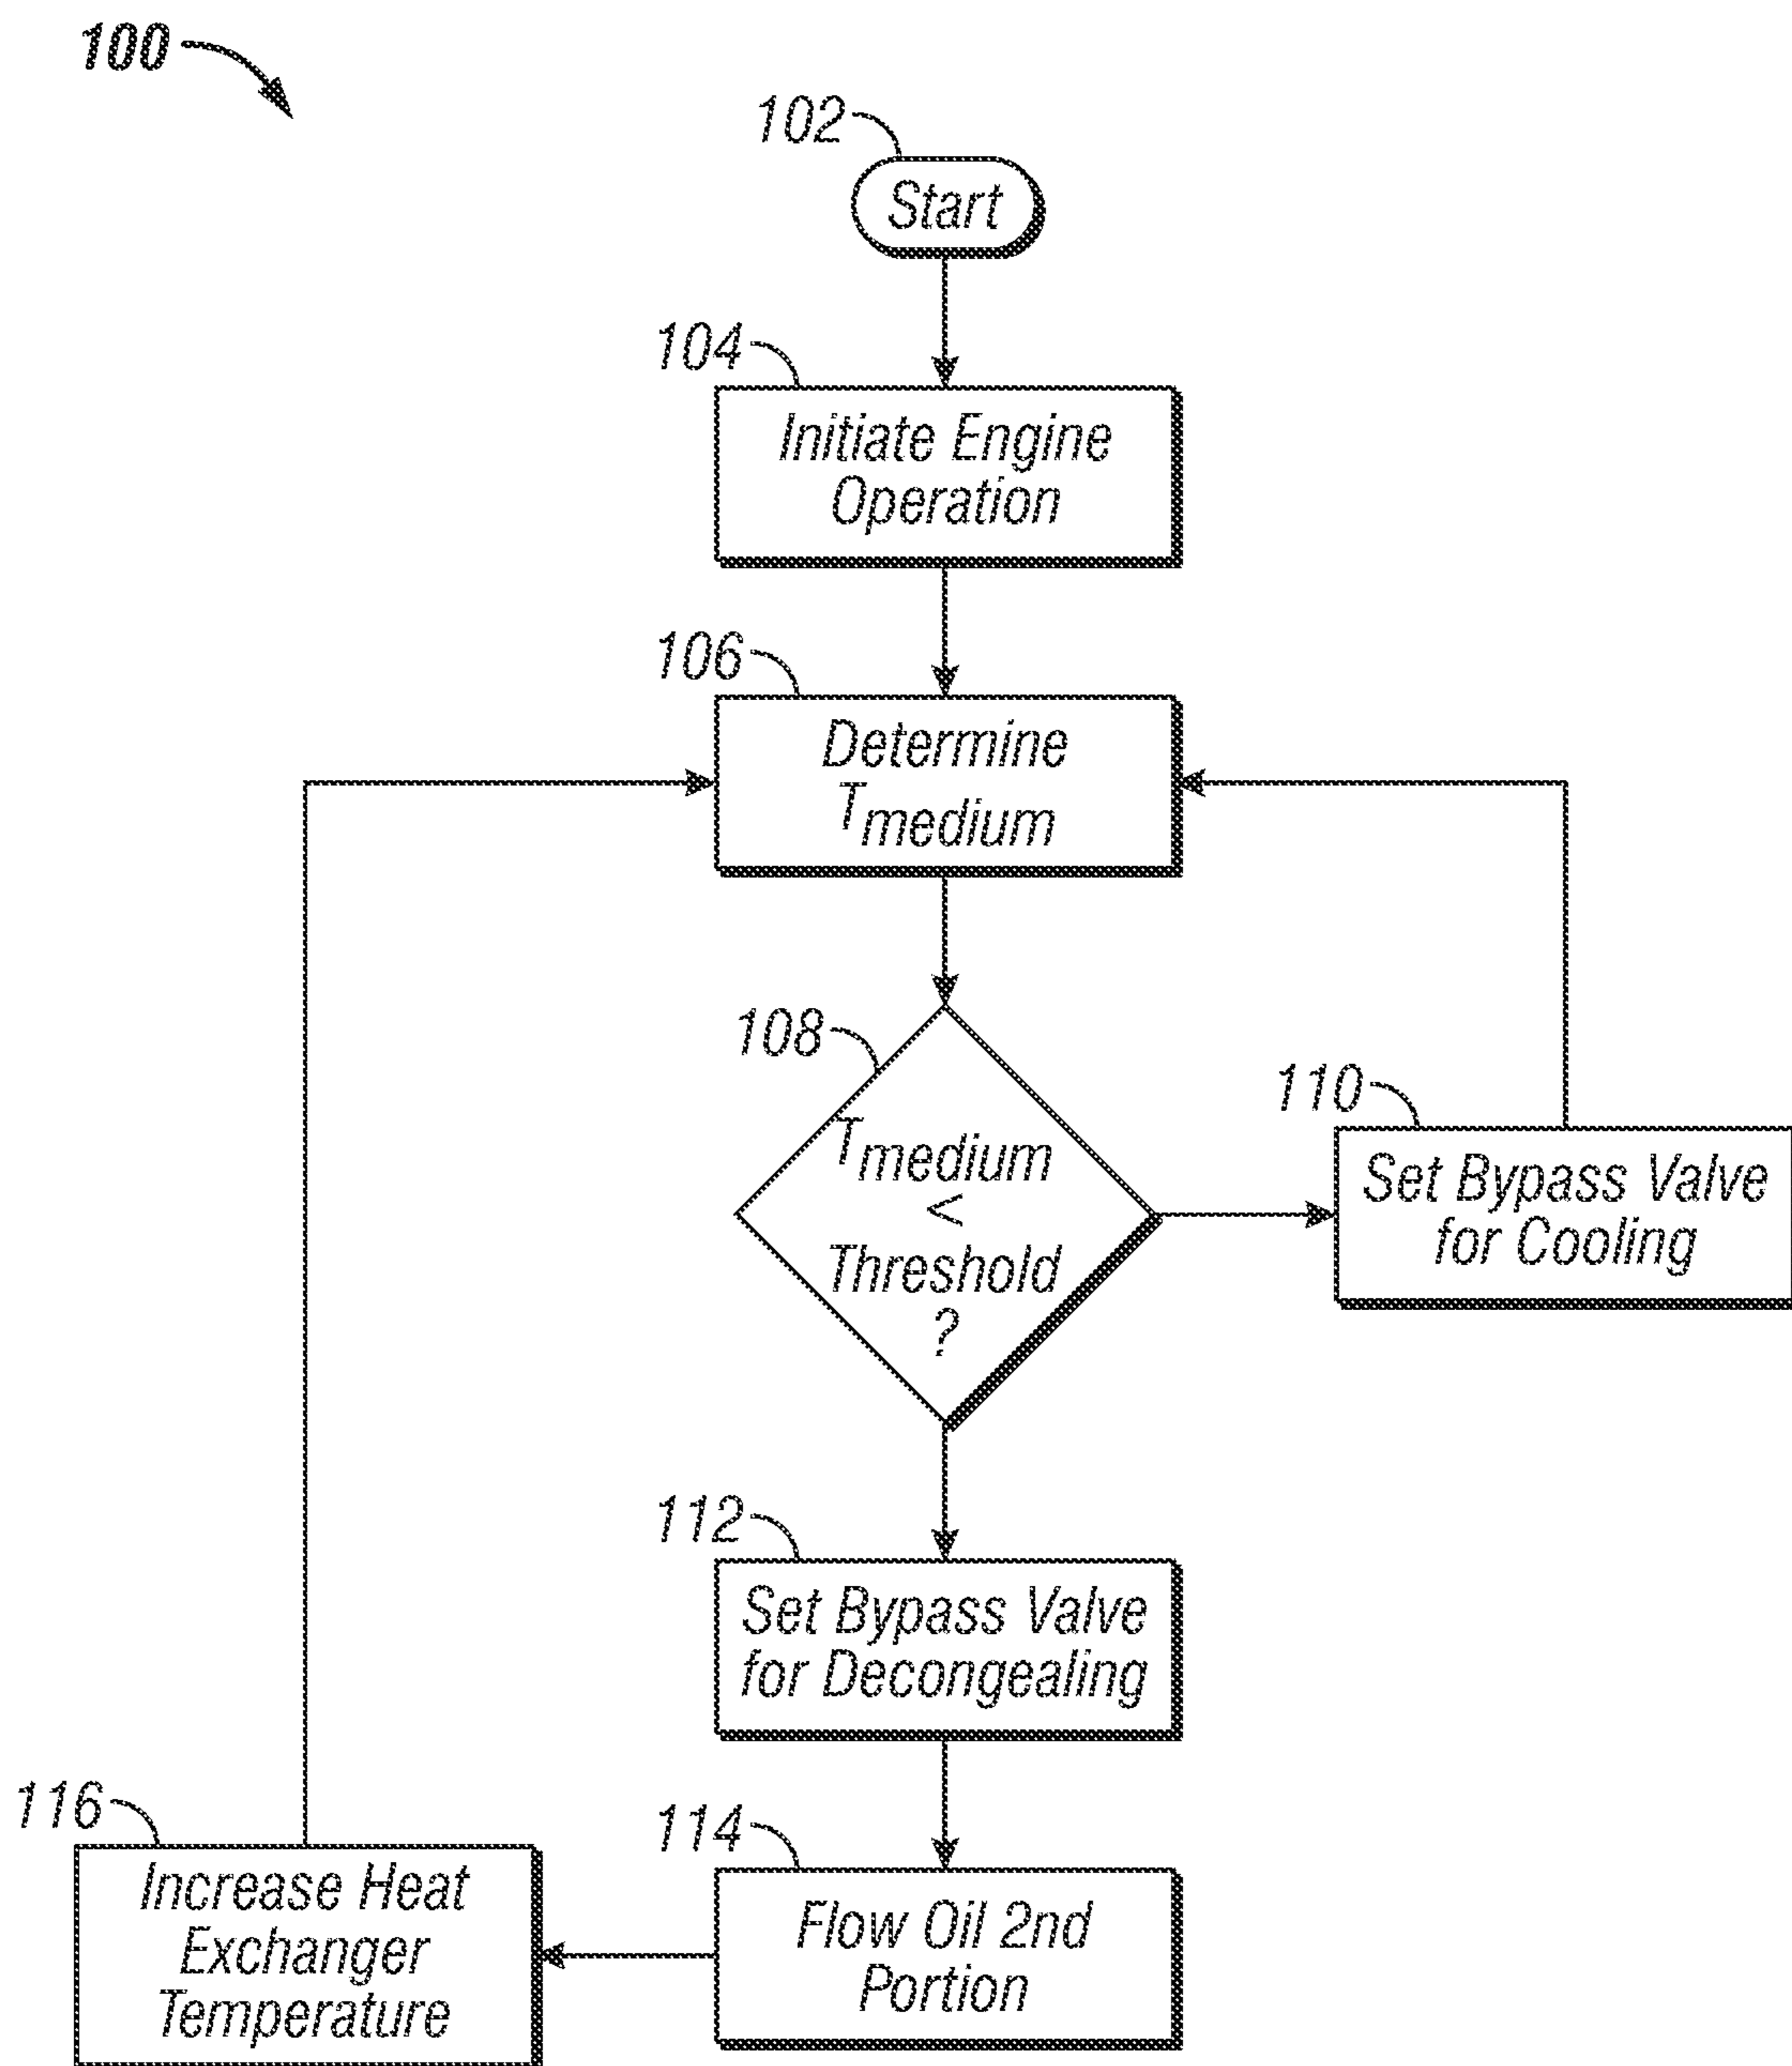 100
102
Start
104
Initiate Engine
Operation
106
Determine
Tmedium
108
Tmedium
<
Threshold
?
110
Set Bypass Valve
for Cooling
112
Set Bypass Valve
for Decongealing
114
Flow Oil 2nd
Portion
116
Increase Heat
Exchanger
Temperature